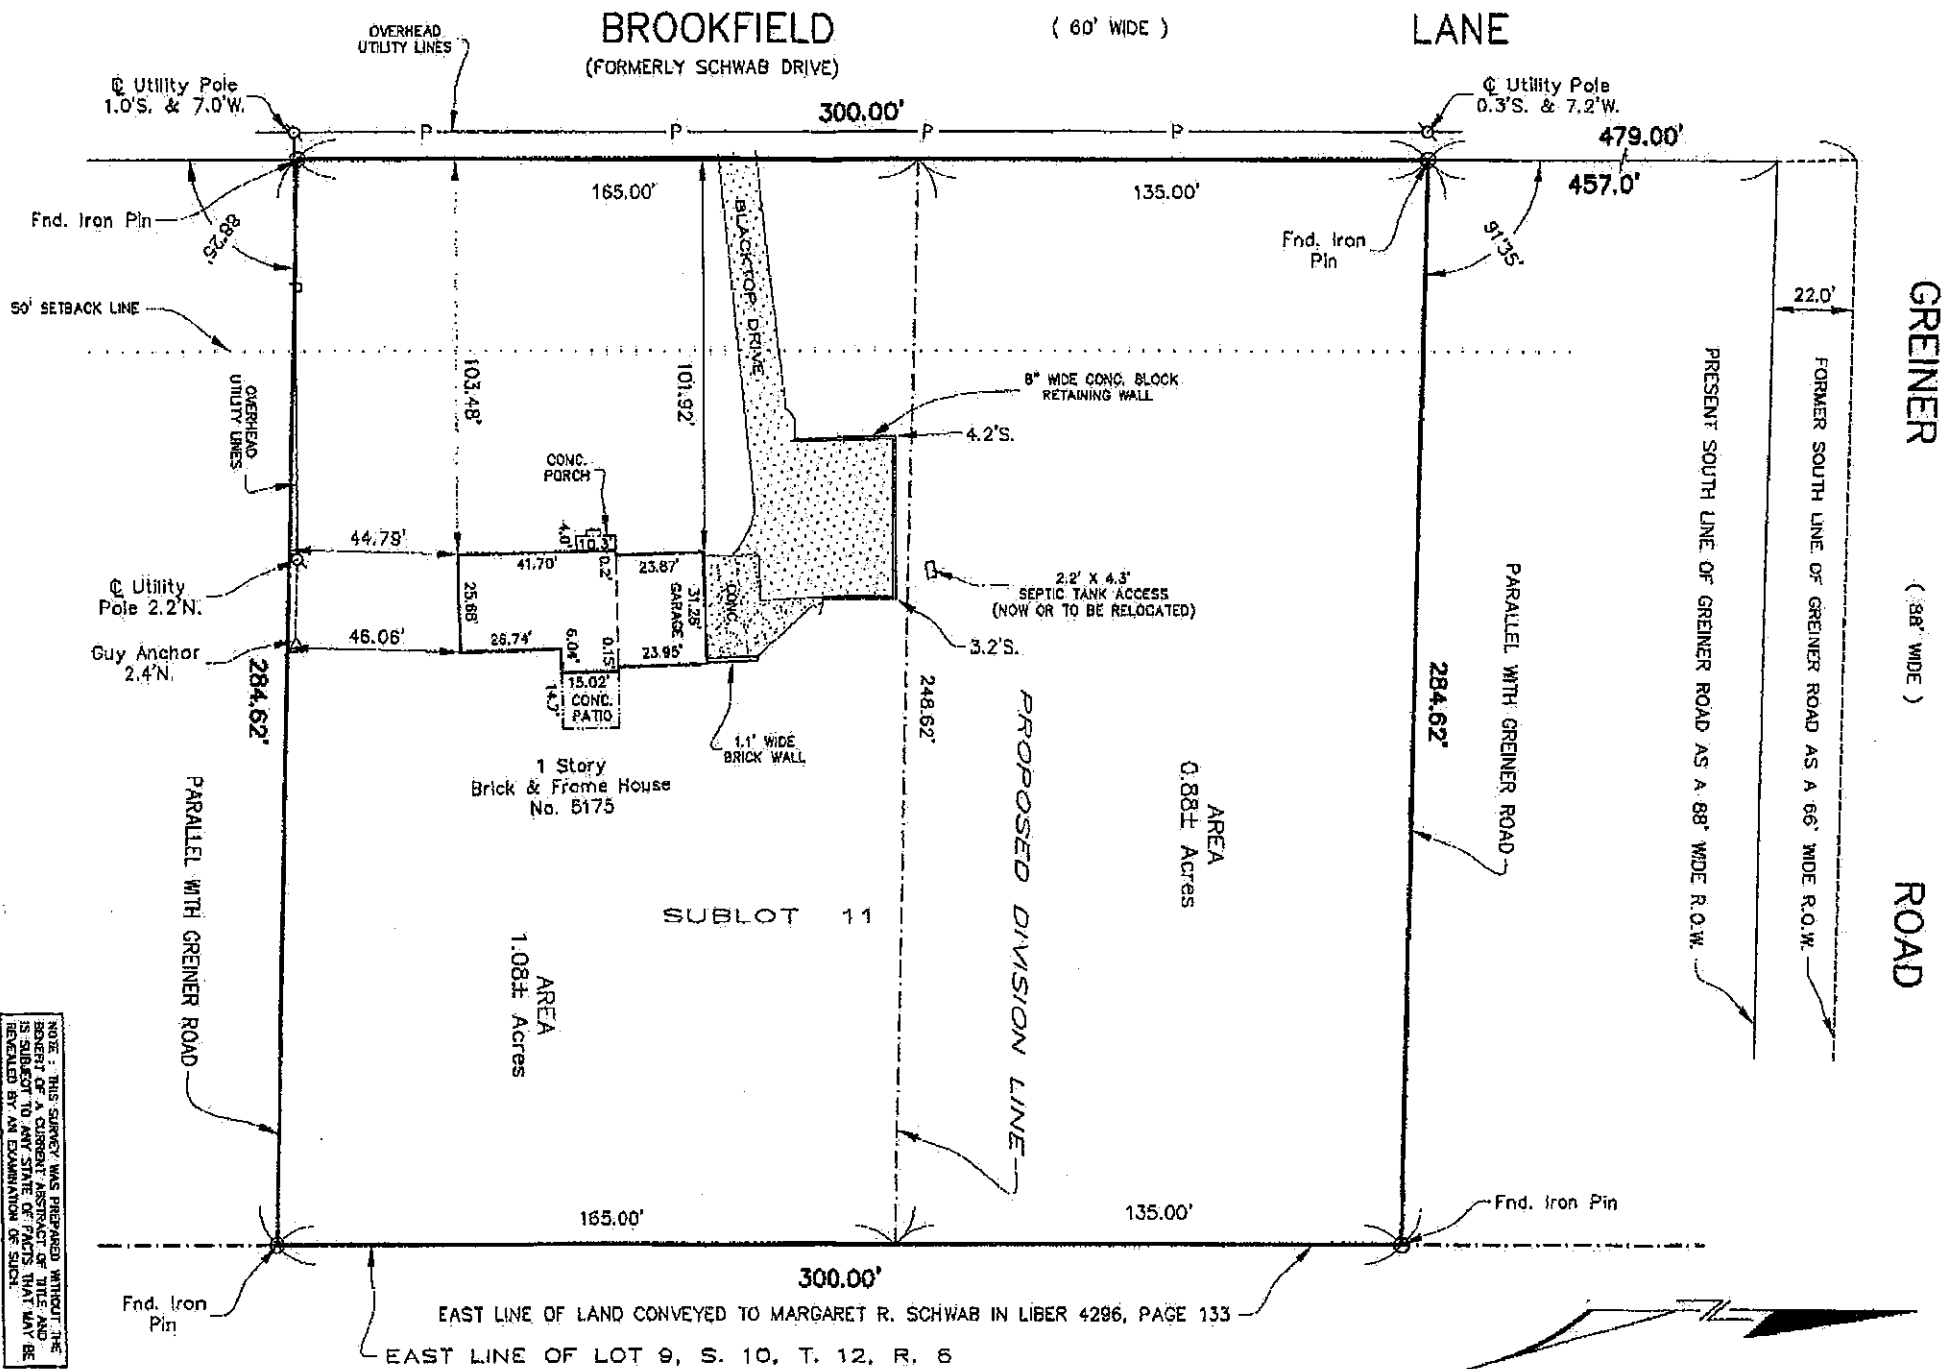 BROOKFIELD
( 60' WIDE )
LANE
(FORMERLY SCHWAB DRIVE)
OVERHEAD
UTILITY LINES
℄ Utility Pole
1.0'S. & 7.0'W.
℄ Utility Pole
0.3'S. & 7.2'W.
300.00'
P
P
P
P
479.00'
457.0'
165.00'
135.00'
Fnd. Iron Pin
88°25'
Fnd. Iron
Pin
91°35'
22.0'
50' SETBACK LINE
BLACKTOP DRIVE
103.48'
101.92'
OVERHEAD
UTILITY LINES
8" WIDE CONC. BLOCK
RETAINING WALL
4.2'S.
CONC.
PORCH
4.0'
10.3'
44.79'
41.70'
0.2'
23.87'
℄ Utility
Pole 2.2'N.
25.68'
31.28'
GARAGE
CONC.
2.2' X 4.3'
SEPTIC TANK ACCESS
(NOW OR TO BE RELOCATED)
3.2'S.
Guy Anchor
2.4'N.
46.06'
26.74'
6.04'
0.15'
23.95'
15.02'
14.7'
CONC.
PATIO
1.1' WIDE
BRICK WALL
284.62'
248.62'
284.62'
1 Story
Brick & Frame House
No. 5175
PROPOSED DIVISION LINE
PARALLEL WITH GREINER ROAD
PARALLEL WITH GREINER ROAD
PRESENT SOUTH LINE OF GREINER ROAD AS A 88' WIDE R.O.W.
FORMER SOUTH LINE OF GREINER ROAD AS A 66' WIDE R.O.W.
GREINER
( 88' WIDE )
ROAD
AREA
0.88± Acres
SUBLOT 11
AREA
1.08± Acres
NOTE : THIS SURVEY WAS PREPARED WITHOUT THE
BENEFIT OF A CURRENT ABSTRACT OF TITLE AND
IS SUBJECT TO ANY STATE OF FACTS THAT MAY BE
REVEALED BY AN EXAMINATION OF SUCH.
165.00'
135.00'
Fnd. Iron Pin
300.00'
Fnd. Iron
Pin
EAST LINE OF LAND CONVEYED TO MARGARET R. SCHWAB IN LIBER 4296, PAGE 133
EAST LINE OF LOT 9, S. 10, T. 12, R. 6